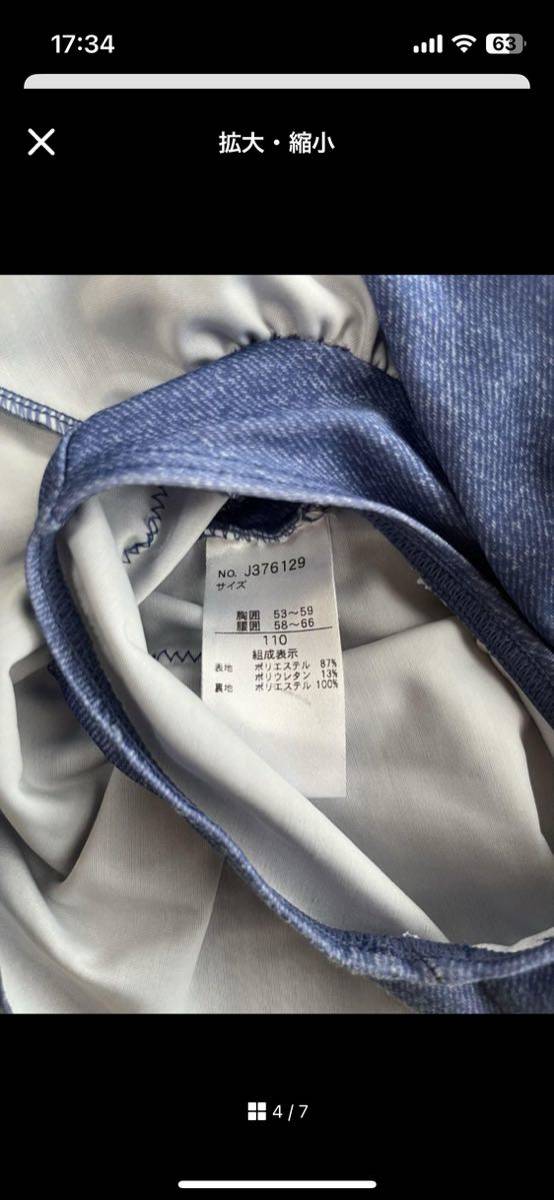 17:34
63
拡大・縮小
NO. J376129
サイズ
胸囲 53〜59
腰囲 58〜66
110
組成表示
表地 ポリエステル 87%
ポリウレタン 13%
裏地 ポリエステル 100%
4 / 7